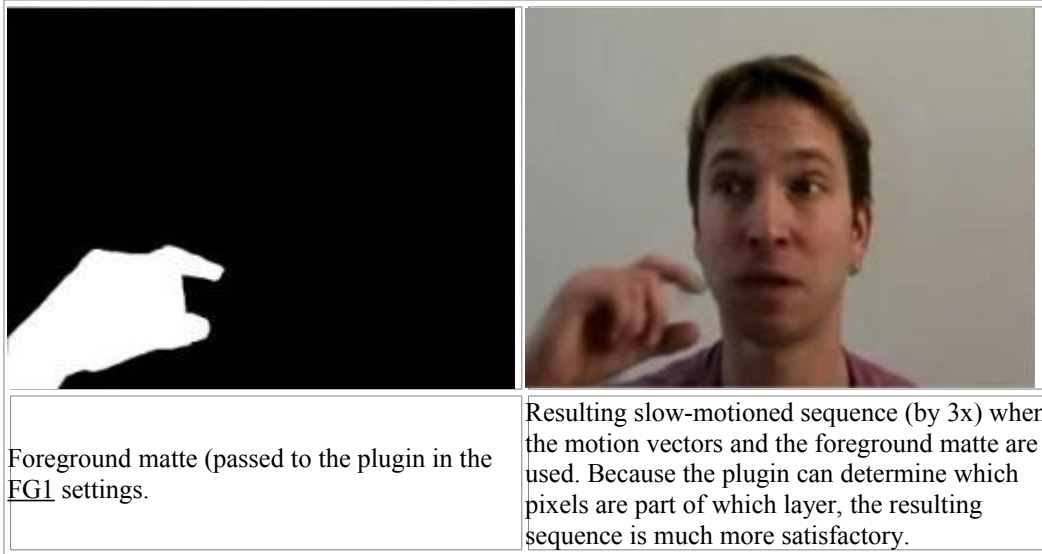 Foreground matte (passed to the plugin in the
FG1 settings.
Resulting slow-motioned sequence (by 3x) when
the motion vectors and the foreground matte are
used. Because the plugin can determine which
pixels are part of which layer, the resulting
sequence is much more satisfactory.